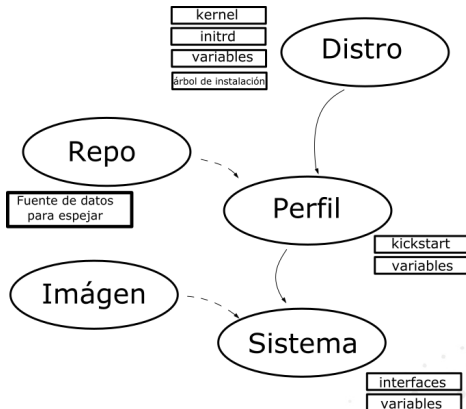 kernel
initrd
variables
árbol de instalación
Distro
Repo
Fuente de datos
para espejar
Perfil
kickstart
variables
Imágen
Sistema
interfaces
variables